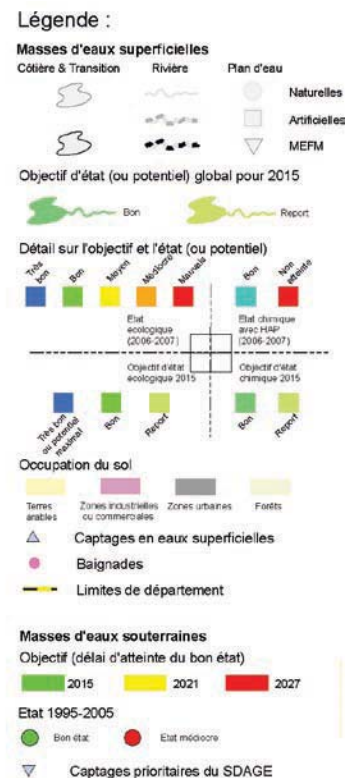 Légende :
Masses d'eaux superficielles
Côtière & Transition Rivière Plan d'eau
Naturelles
Artificielles
MEFM
Objectif d'état (ou potentiel) global pour 2015
Bon Report
Détail sur l'objectif et l'état (ou potentiel)
Très bon Bon Moyen Médiocre Mauvais Bon Non atteinte
Etat Etat chimique
écologique avec HAP
(2006-2007) (2006-2007)
Objectif d'état Objectif d'état
écologique 2015 chimique 2015
Très bon ou potentiel maximal Bon Report Bon Report
Occupation du sol
Terres Zones industrielles Zones urbaines Forêts
arables ou commerciales
Captages en eaux superficielles
Baignades
Limites de département
Masses d'eaux souterraines
Objectif (délai d'atteinte du bon état)
2015 2021 2027
Etat 1995-2005
Bon état Etat médiocre
Captages prioritaires du SDAGE